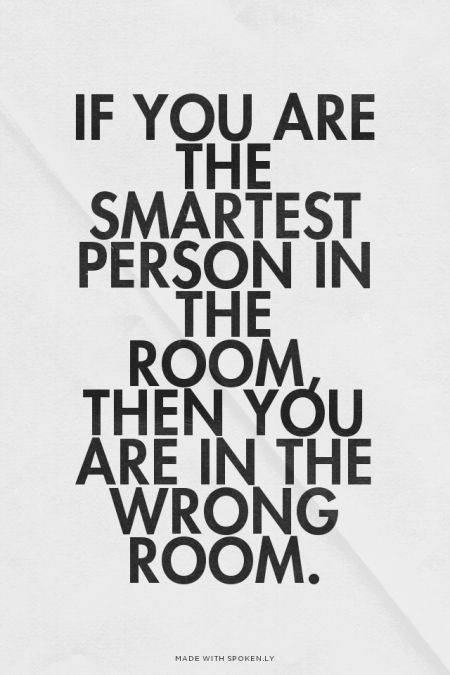 IF YOU ARE
THE
SMARTEST
PERSON IN
THE
ROOM,
THEN YOU
ARE IN THE
WRONG
ROOM.
MADE WITH SPOKEN.LY